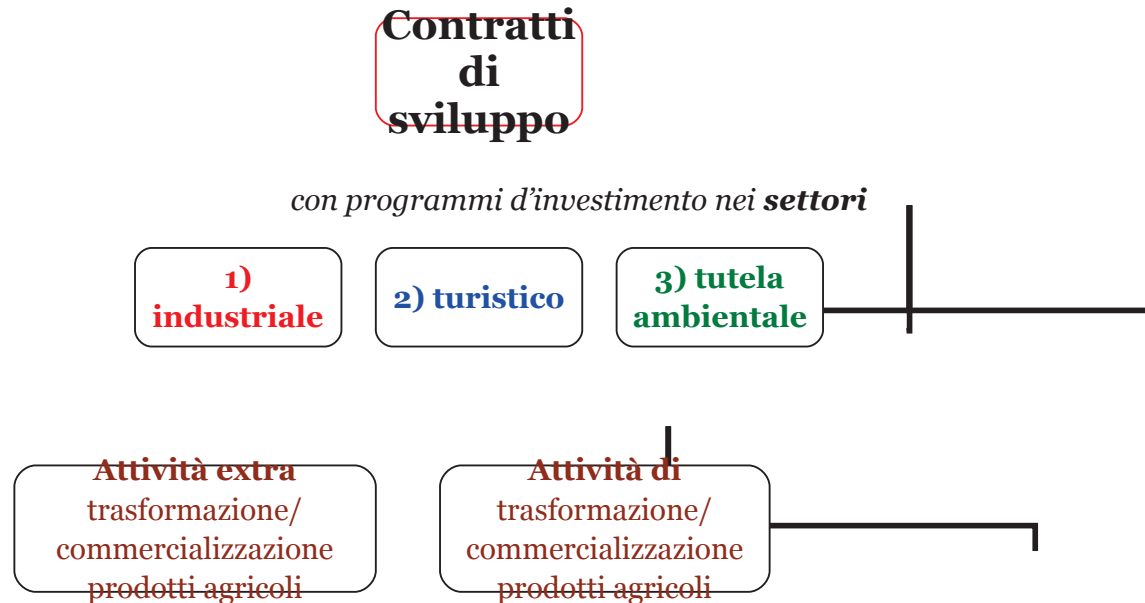 Contratti
di
sviluppo
con programmi d'investimento nei settori
1)
industriale
2) turistico
3) tutela
ambientale
Attività extra
trasformazione/
commercializzazione
prodotti agricoli
Attività di
trasformazione/
commercializzazione
prodotti agricoli